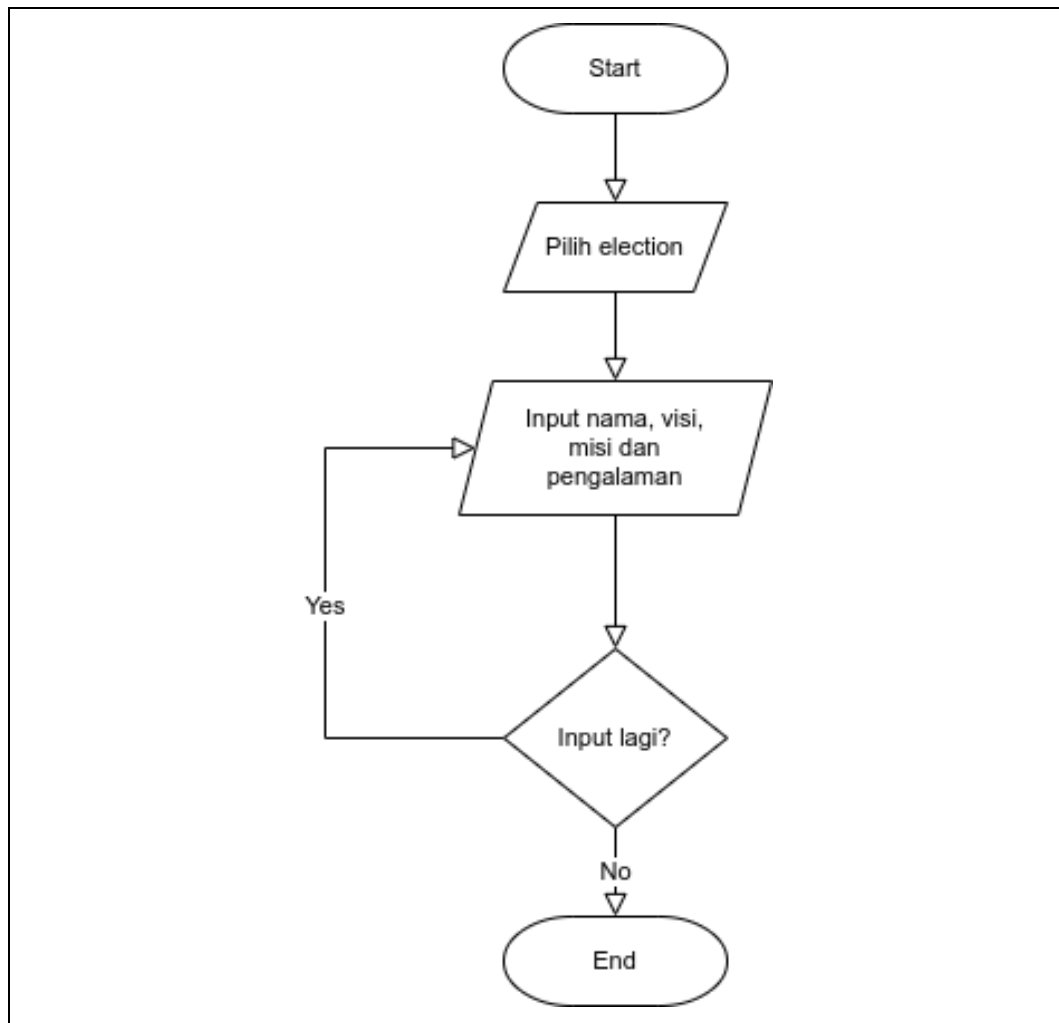 Start
Pilih election
Input nama, visi,
misi dan
pengalaman
Yes
Input lagi?
No
End